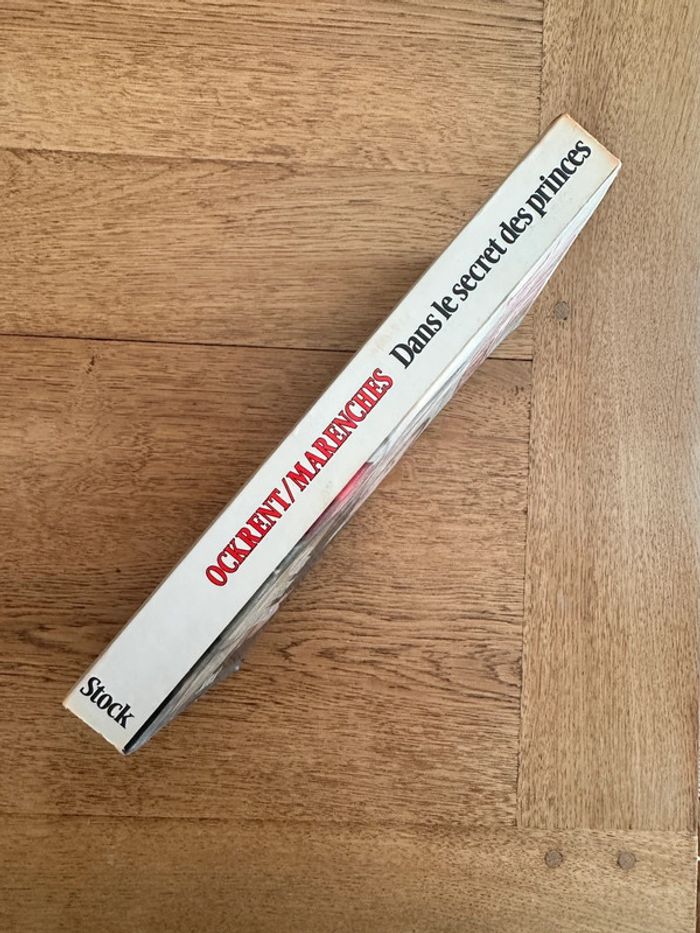 Stock
OCKRENT/MARENCHES Dans le secret des princes